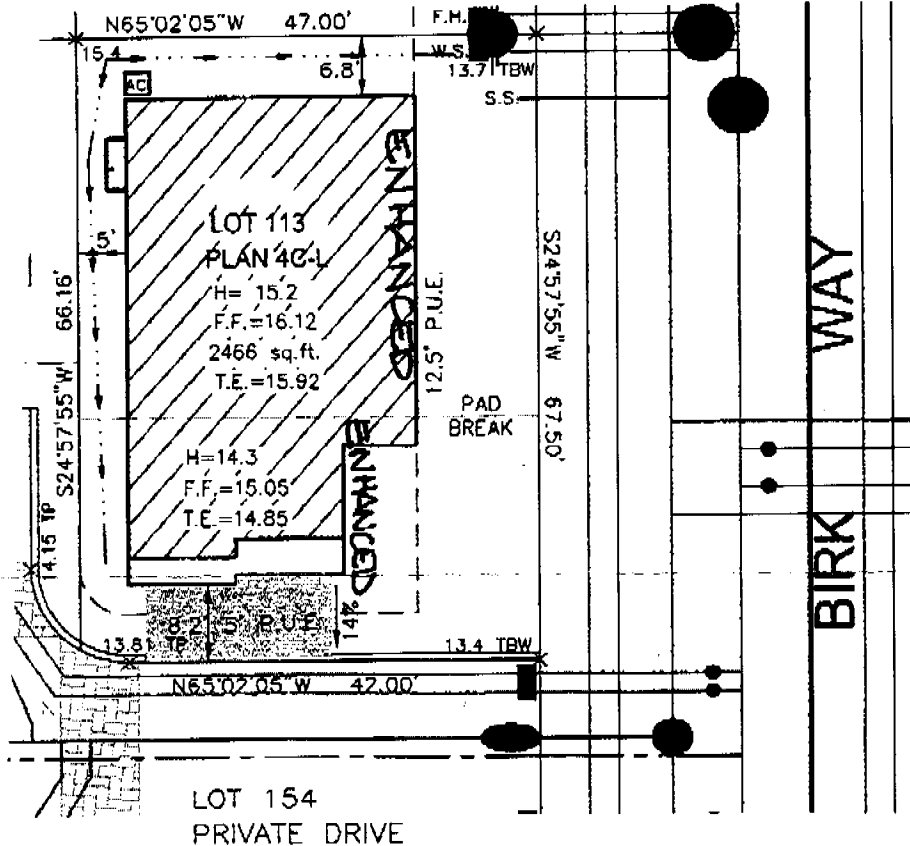 N65°02'05"W 47.00'
F.H.
15.4
W.S.
6.8'
13.7 TBW
AC
S.S.
ENHANCED
LOT 113
PLAN 4C-L
5'
H= 15.2
F.F.=16.12
2466 sq.ft.
T.E.=15.92
12.5' P.U.E.
S24°57'55"W 67.50'
S24°57'55"W 66.16'
BIRK WAY
PAD
BREAK
ENHANCED
H=14.3
F.F.=15.05
T.E.=14.85
14.15 TP
8.2'
5' P.U.E.
14%
13.81
TP
13.4 TBW
N65°02'05"W 42.00'
LOT 154
PRIVATE DRIVE